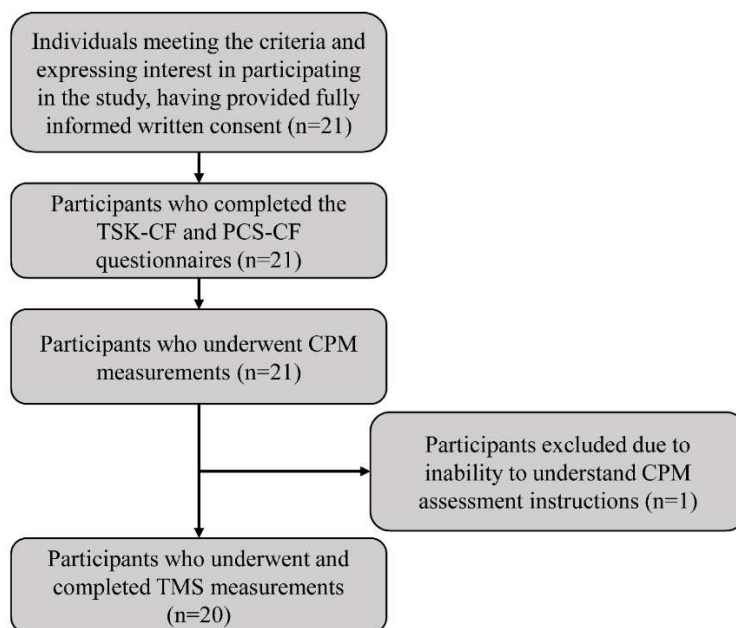 Individuals meeting the criteria and
expressing interest in participating
in the study, having provided fully
informed written consent (n=21)
Participants who completed the
TSK-CF and PCS-CF
questionnaires (n=21)
Participants who underwent CPM
measurements (n=21)
Participants excluded due to
inability to understand CPM
assessment instructions (n=1)
Participants who underwent and
completed TMS measurements
(n=20)